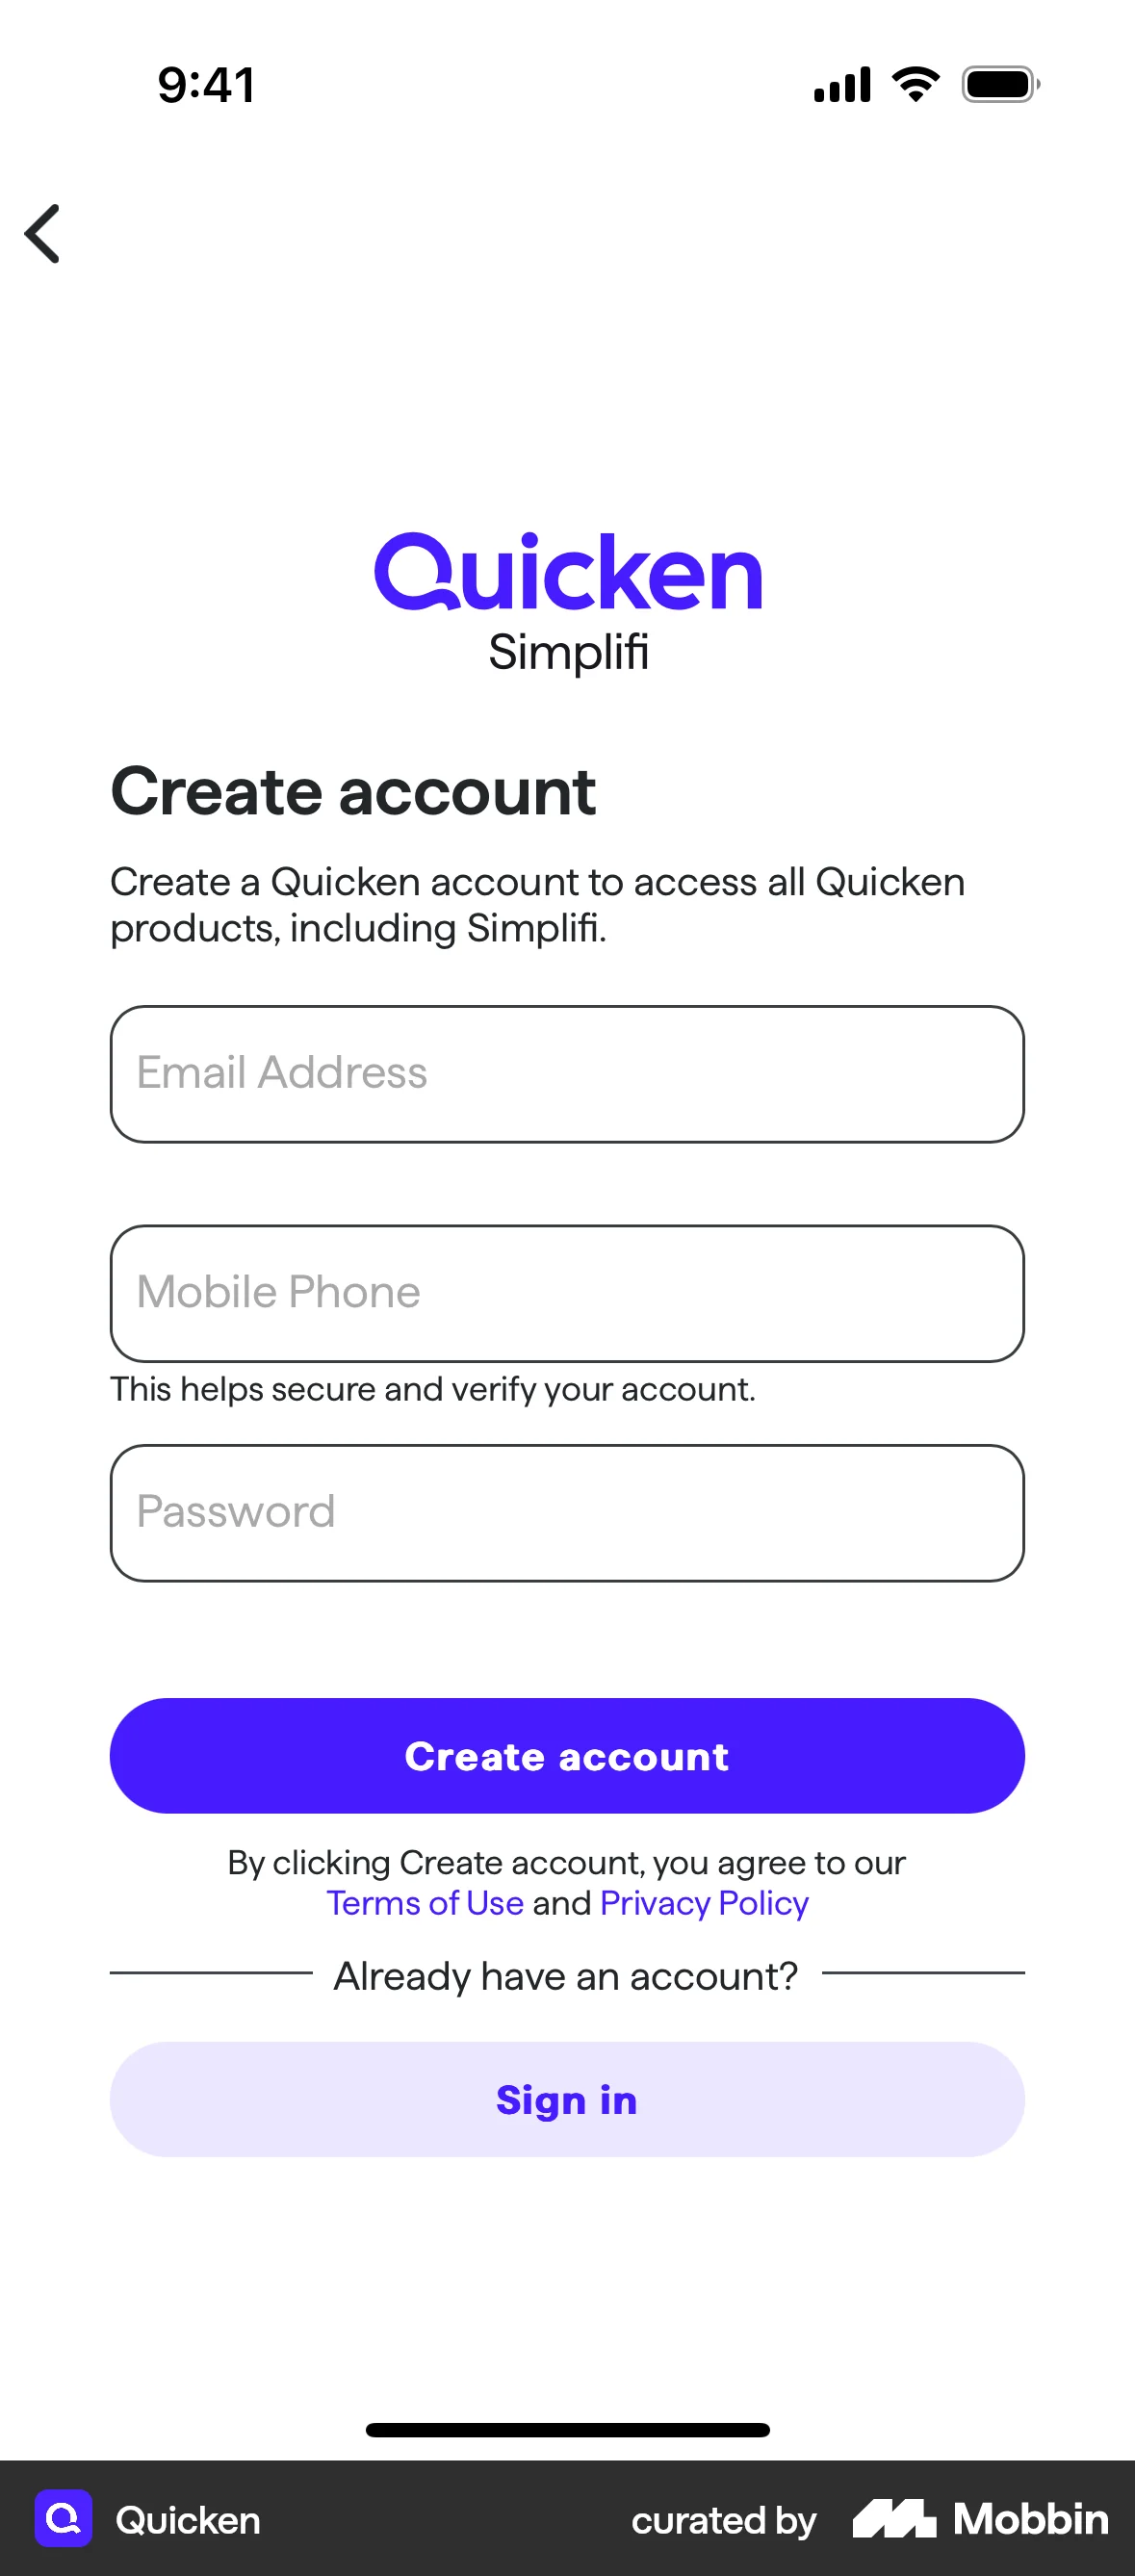 9:41
Quicken
Simplifi
Create account
Create a Quicken account to access all Quicken
products, including Simplifi.
Email Address
Mobile Phone
This helps secure and verify your account.
Password
Create account
By clicking Create account, you agree to our
Terms of Use and Privacy Policy
Already have an account?
Sign in
Quicken
curated by Mobbin